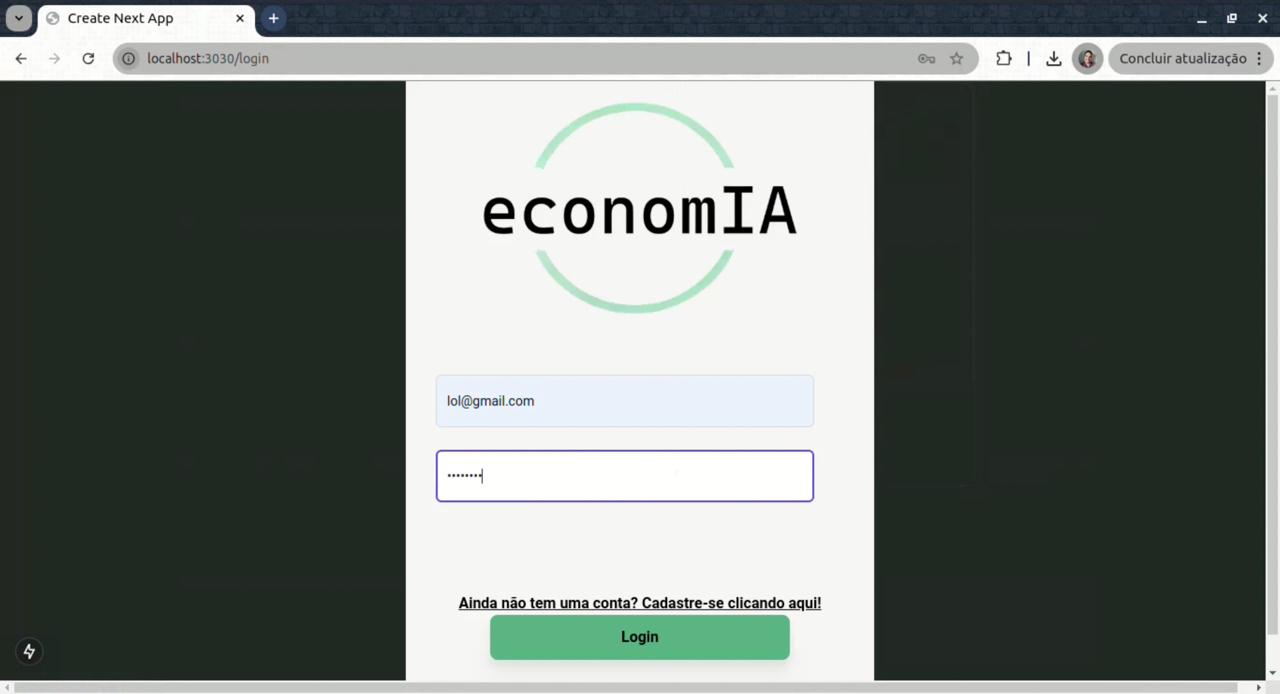 Create Next App
localhost:3030/login
Concluir atualização
economIA
lol@gmail.com
••••••••
Ainda não tem uma conta? Cadastre-se clicando aqui!
Login